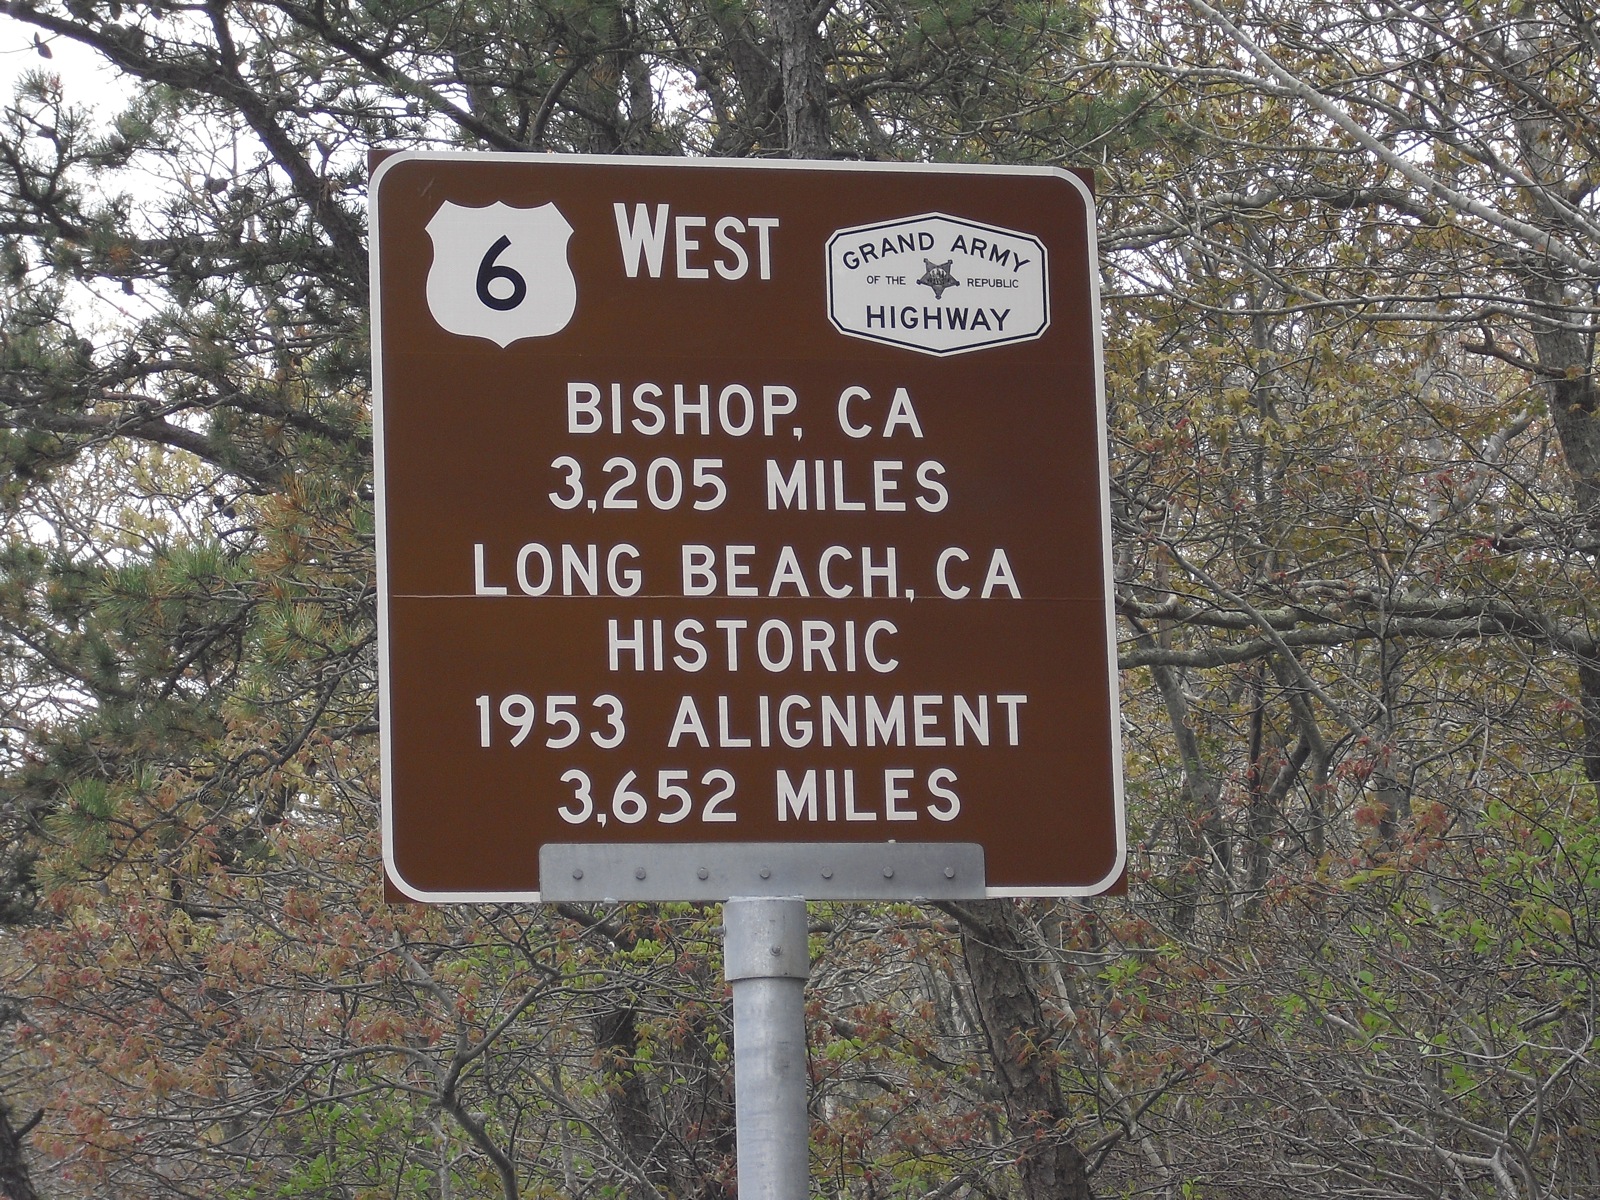 6 WEST
GRAND ARMY
OF THE REPUBLIC
HIGHWAY
BISHOP, CA
3,205 MILES
LONG BEACH, CA
HISTORIC
1953 ALIGNMENT
3,652 MILES